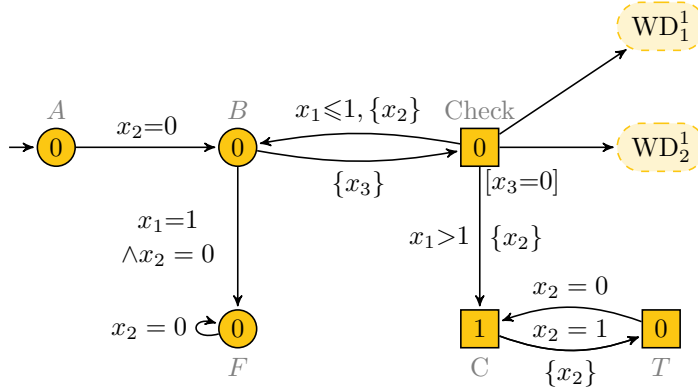 WD₁¹
A
B
Check
x₁⩽1, {x₂}
x₂=0
0
0
0
WD₂¹
{x₃}
[x₃=0]
x₁=1
∧x₂ = 0
x₁>1
{x₂}
x₂ = 0
x₂ = 0
0
1
x₂ = 1
0
F
C
{x₂}
T